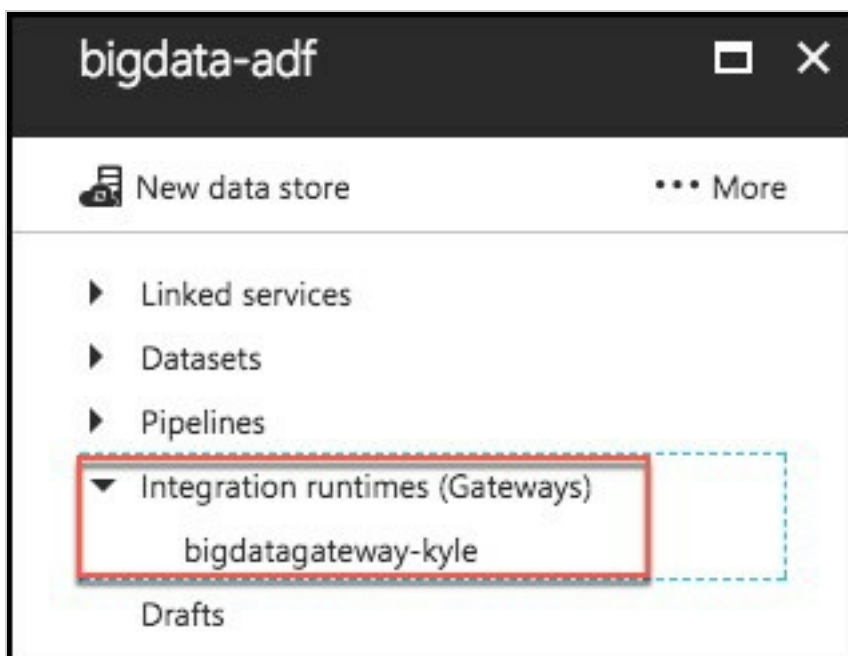 bigdata-adf
New data store ••• More
Linked services
Datasets
Pipelines
Integration runtimes (Gateways)
bigdatagateway-kyle
Drafts